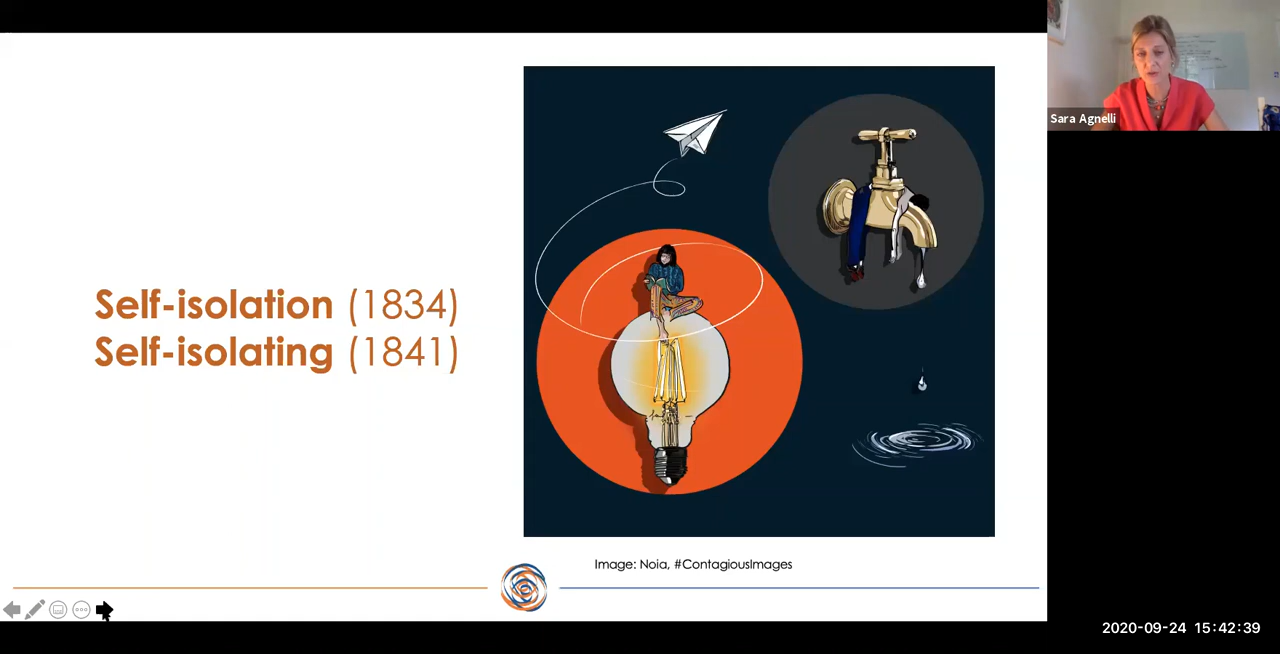 Sara Agnelli
Self-isolation (1834)
Self-isolating (1841)
Image: Noia, #ContagiousImages
2020-09-24 15:42:39